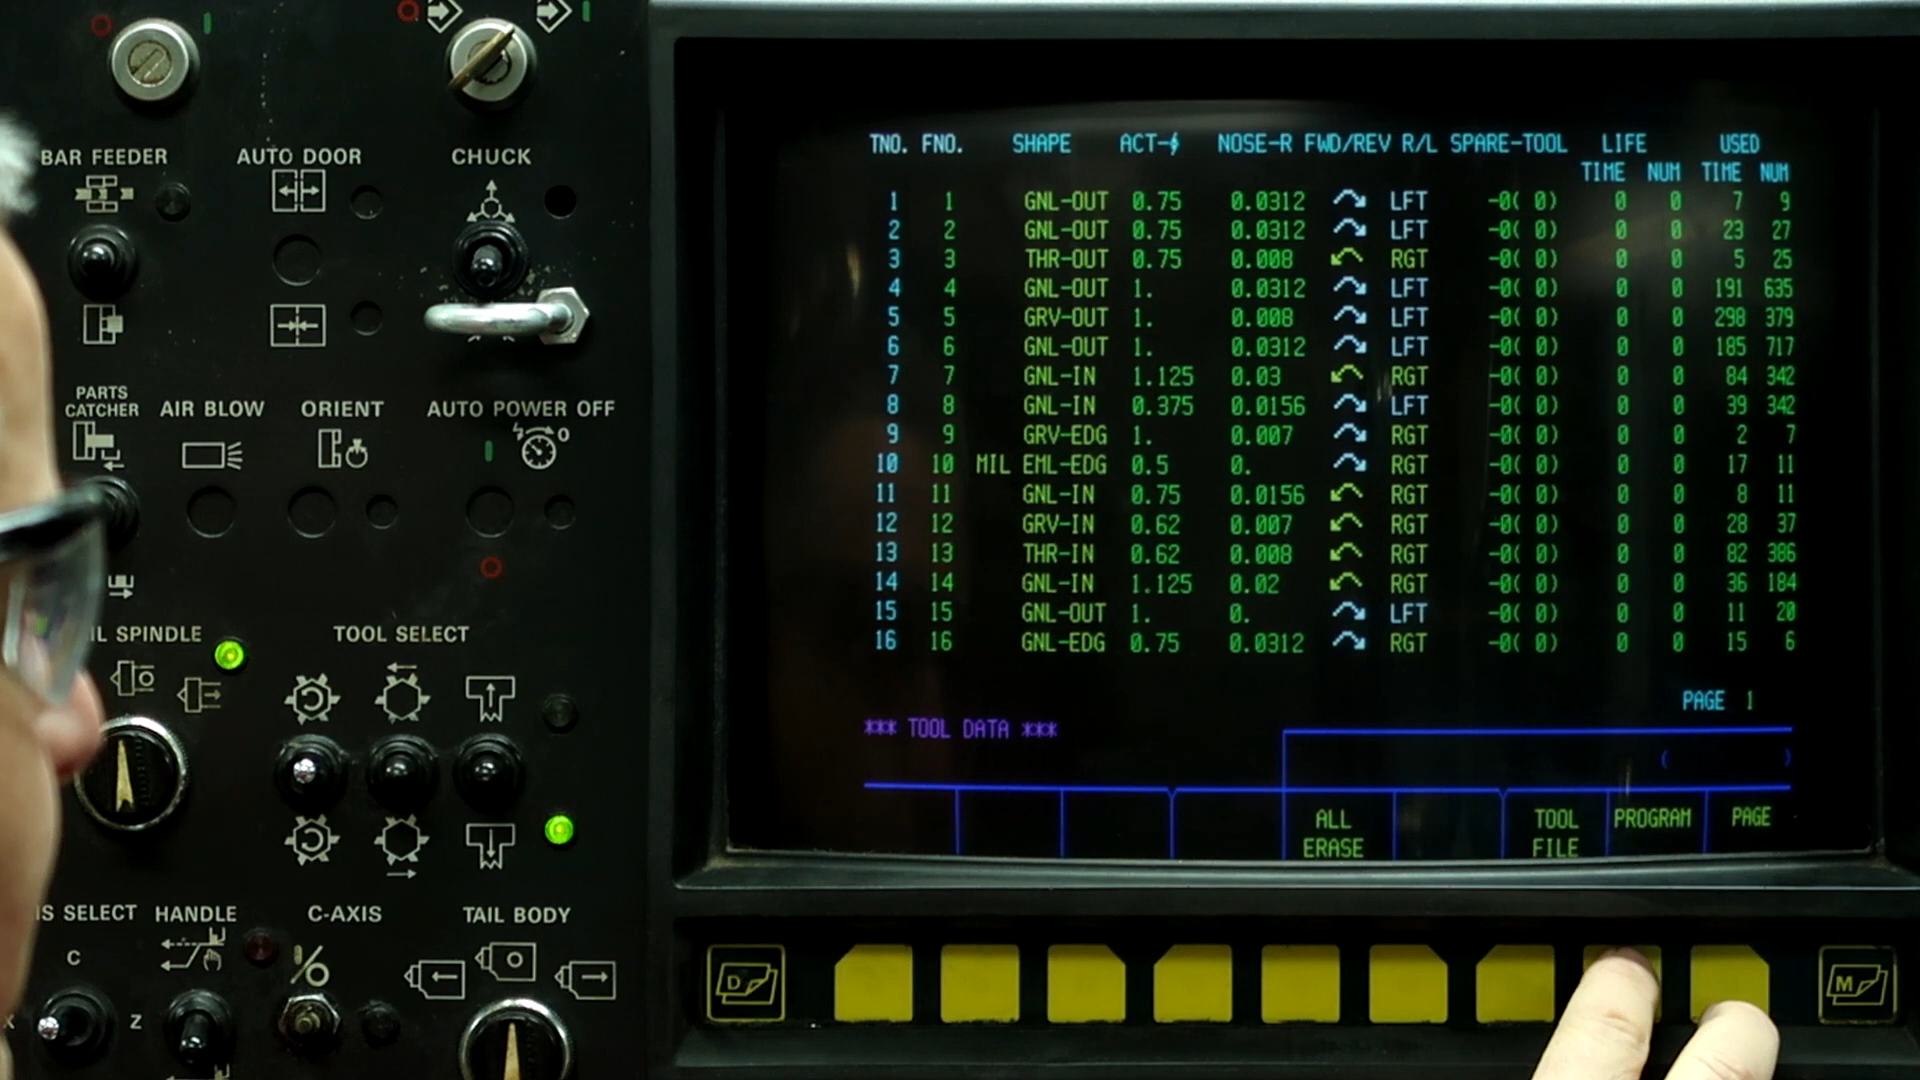 BAR FEEDER
AUTO DOOR
CHUCK
PARTS
CATCHER
AIR BLOW
ORIENT
AUTO POWER OFF
SPINDLE
TOOL SELECT
SELECT
HANDLE
C-AXIS
TAIL BODY
C
X
Z
TNO. FNO. SHAPE ACT-ϕ NOSE-R FWD/REV R/L SPARE-TOOL LIFE USED
TIME NUM TIME NUM
1 1 GNL-OUT 0.75 0.0312 LFT -0( 0) 0 0 7 9
2 2 GNL-OUT 0.75 0.0312 LFT -0( 0) 0 0 23 27
3 3 THR-OUT 0.75 0.008 RGT -0( 0) 0 0 5 25
4 4 GNL-OUT 1. 0.0312 LFT -0( 0) 0 0 191 635
5 5 GRV-OUT 1. 0.008 LFT -0( 0) 0 0 298 379
6 6 GNL-OUT 1. 0.0312 LFT -0( 0) 0 0 185 717
7 7 GNL-IN 1.125 0.03 RGT -0( 0) 0 0 84 342
8 8 GNL-IN 0.375 0.0156 LFT -0( 0) 0 0 39 342
9 9 GRV-EDG 1. 0.007 RGT -0( 0) 0 0 2 7
10 10 MIL EML-EDG 0.5 0. RGT -0( 0) 0 0 17 11
11 11 GNL-IN 0.75 0.0156 RGT -0( 0) 0 0 8 11
12 12 GRV-IN 0.62 0.007 RGT -0( 0) 0 0 28 37
13 13 THR-IN 0.62 0.008 RGT -0( 0) 0 0 82 386
14 14 GNL-IN 1.125 0.02 RGT -0( 0) 0 0 36 184
15 15 GNL-OUT 1. 0. LFT -0( 0) 0 0 11 20
16 16 GNL-EDG 0.75 0.0312 RGT -0( 0) 0 0 15 6
PAGE 1
*** TOOL DATA ***
( )
ALL
ERASE
TOOL
FILE
PROGRAM
PAGE
D
M